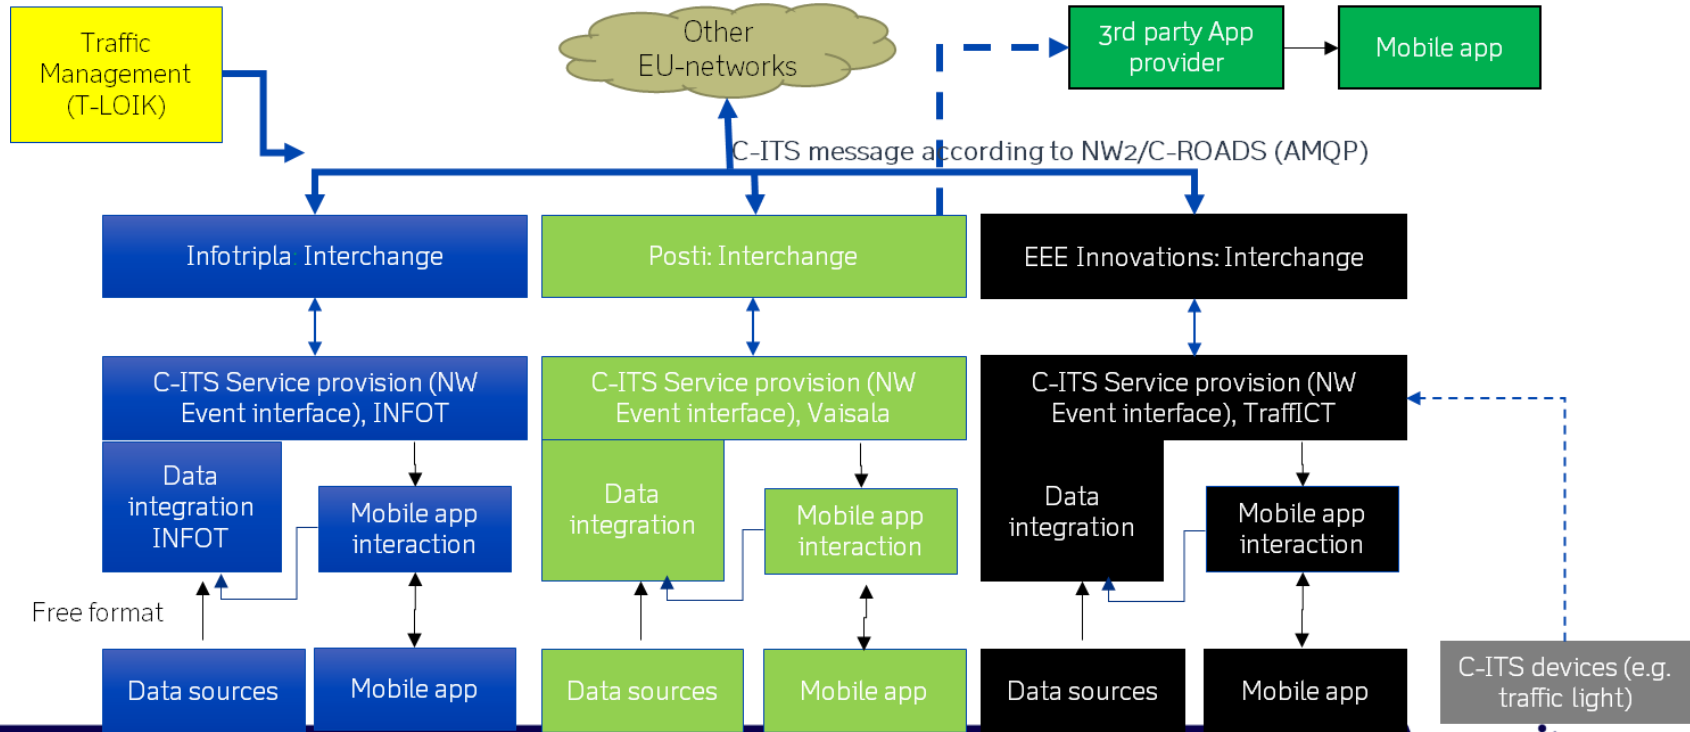 Traffic
Management
(T-LOIK)
Other
EU-networks
3rd party App
provider
Mobile app
C-ITS message according to NW2/C-ROADS (AMQP)
Infotripla: Interchange
Posti: Interchange
EEE Innovations: Interchange
C-ITS Service provision (NW
Event interface), INFOT
C-ITS Service provision (NW
Event interface), Vaisala
C-ITS Service provision (NW
Event interface), TraffICT
Data
integration
INFOT
Mobile app
interaction
Data
integration
Mobile app
interaction
Data
integration
Mobile app
interaction
Free format
Data sources
Mobile app
Data sources
Mobile app
Data sources
Mobile app
C-ITS devices (e.g.
traffic light)